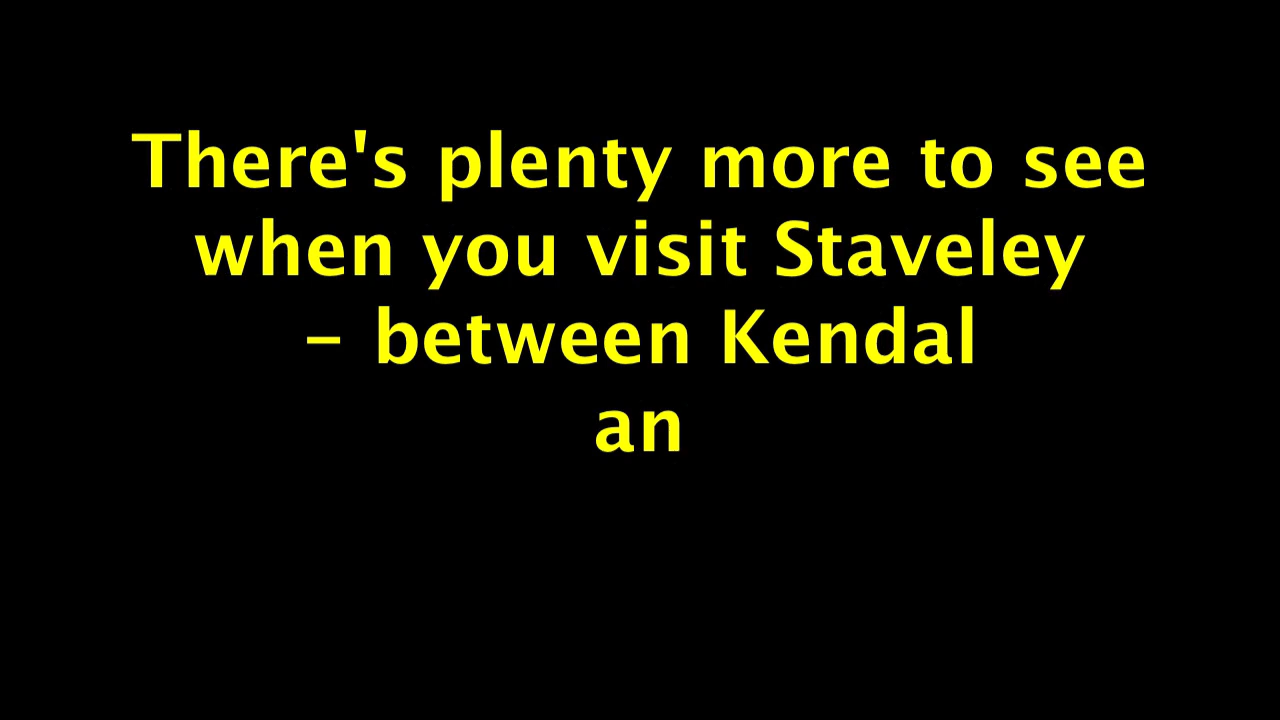 There's plenty more to see
when you visit Staveley
– between Kendal
an